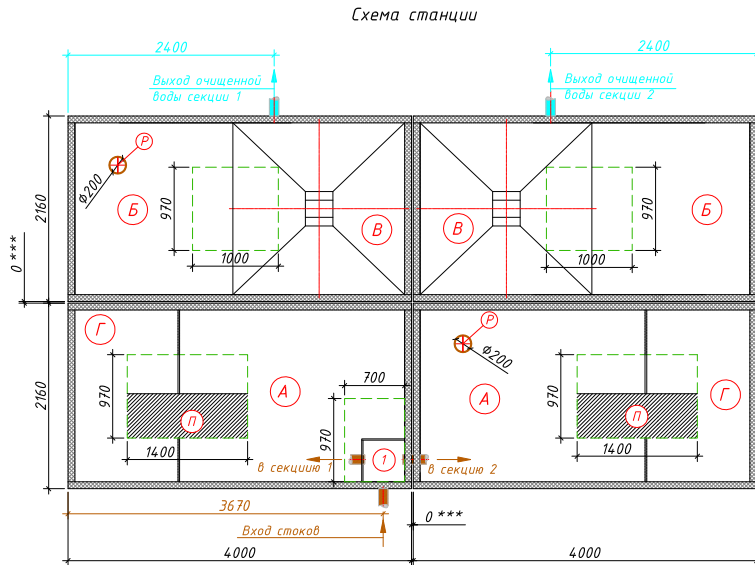 Схема станции
2400
2400
Выход очищенной
воды секции 1
Выход очищенной
воды секции 2
Р
Ф200
970
970
2160
Б
В
В
Б
1000
1000
0 ***
Г
Р
Ф200
700
970
970
970
2160
А
А
Г
П
П
1400
1400
1
в секциию 1
в секцию 2
3670
0 ***
Вход стоков
4000
4000